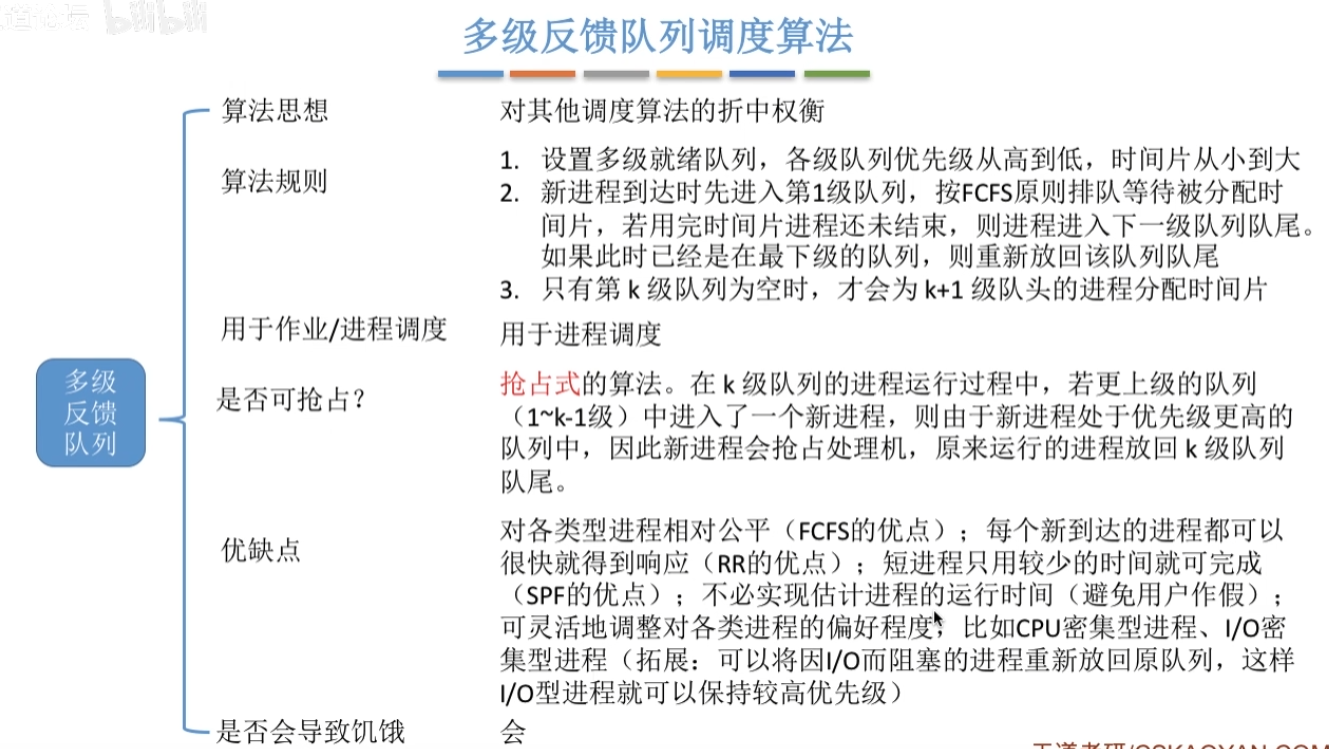 道论坛 bilibili
多级反馈队列调度算法
算法思想
对其他调度算法的折中权衡
算法规则
1. 设置多级就绪队列，各级队列优先级从高到低，时间片从小到大
2. 新进程到达时先进入第1级队列，按FCFS原则排队等待被分配时
间片，若用完时间片进程还未结束，则进程进入下一级队列队尾。
如果此时已经是在最下级的队列，则重新放回该队列队尾
3. 只有第 k 级队列为空时，才会为 k+1 级队头的进程分配时间片
用于作业/进程调度
用于进程调度
多级
反馈
队列
是否可抢占？
抢占式的算法。在 k 级队列的进程运行过程中，若更上级的队列
（1~k-1级）中进入了一个新进程，则由于新进程处于优先级更高的
队列中，因此新进程会抢占处理机，原来运行的进程放回 k 级队列
队尾。
优缺点
对各类型进程相对公平（FCFS的优点）；每个新到达的进程都可以
很快就得到响应（RR的优点）；短进程只用较少的时间就可完成
（SPF的优点）；不必实现估计进程的运行时间（避免用户作假）；
可灵活地调整对各类进程的偏好程度，比如CPU密集型进程、I/O密
集型进程（拓展：可以将因I/O而阻塞的进程重新放回原队列，这样
I/O型进程就可以保持较高优先级）
是否会导致饥饿
会
王道考研/CSKAOYAN.COM